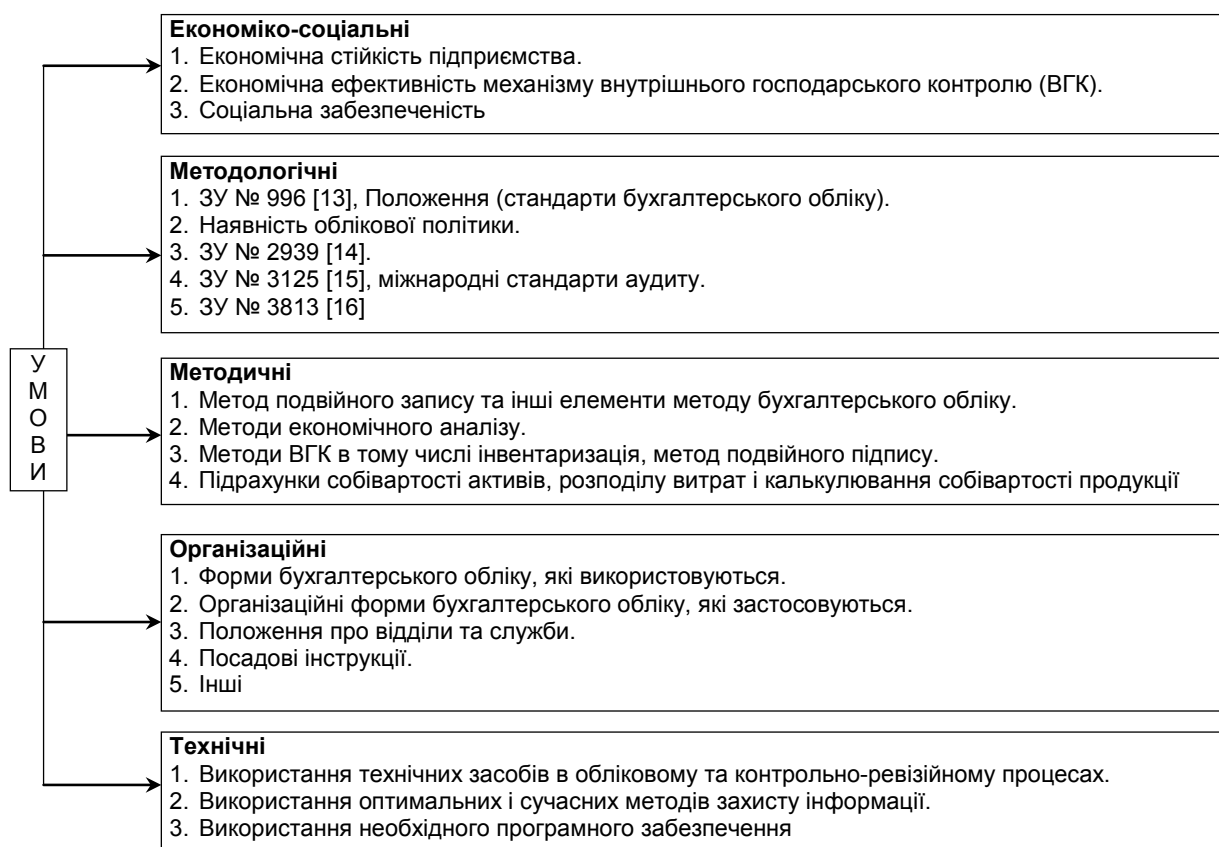 Економіко-соціальні
1. Економічна стійкість підприємства.
2. Економічна ефективність механізму внутрішнього господарського контролю (ВГК).
3. Соціальна забезпеченість
Методологічні
1. ЗУ № 996 [13], Положення (стандарти бухгалтерського обліку).
2. Наявність облікової політики.
3. ЗУ № 2939 [14].
4. ЗУ № 3125 [15], міжнародні стандарти аудиту.
5. ЗУ № 3813 [16]
У
М
О
В
И
Методичні
1. Метод подвійного запису та інші елементи методу бухгалтерського обліку.
2. Методи економічного аналізу.
3. Методи ВГК в тому числі інвентаризація, метод подвійного підпису.
4. Підрахунки собівартості активів, розподілу витрат і калькулювання собівартості продукції
Організаційні
1. Форми бухгалтерського обліку, які використовуються.
2. Організаційні форми бухгалтерського обліку, які застосовуються.
3. Положення про відділи та служби.
4. Посадові інструкції.
5. Інші
Технічні
1. Використання технічних засобів в обліковому та контрольно-ревізійному процесах.
2. Використання оптимальних і сучасних методів захисту інформації.
3. Використання необхідного програмного забезпечення